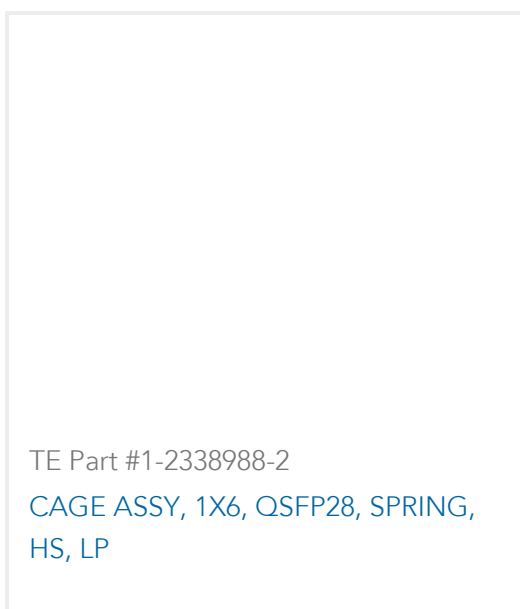 TE Part #1-2338988-2
CAGE ASSY, 1X6, QSFP28, SPRING,
HS, LP